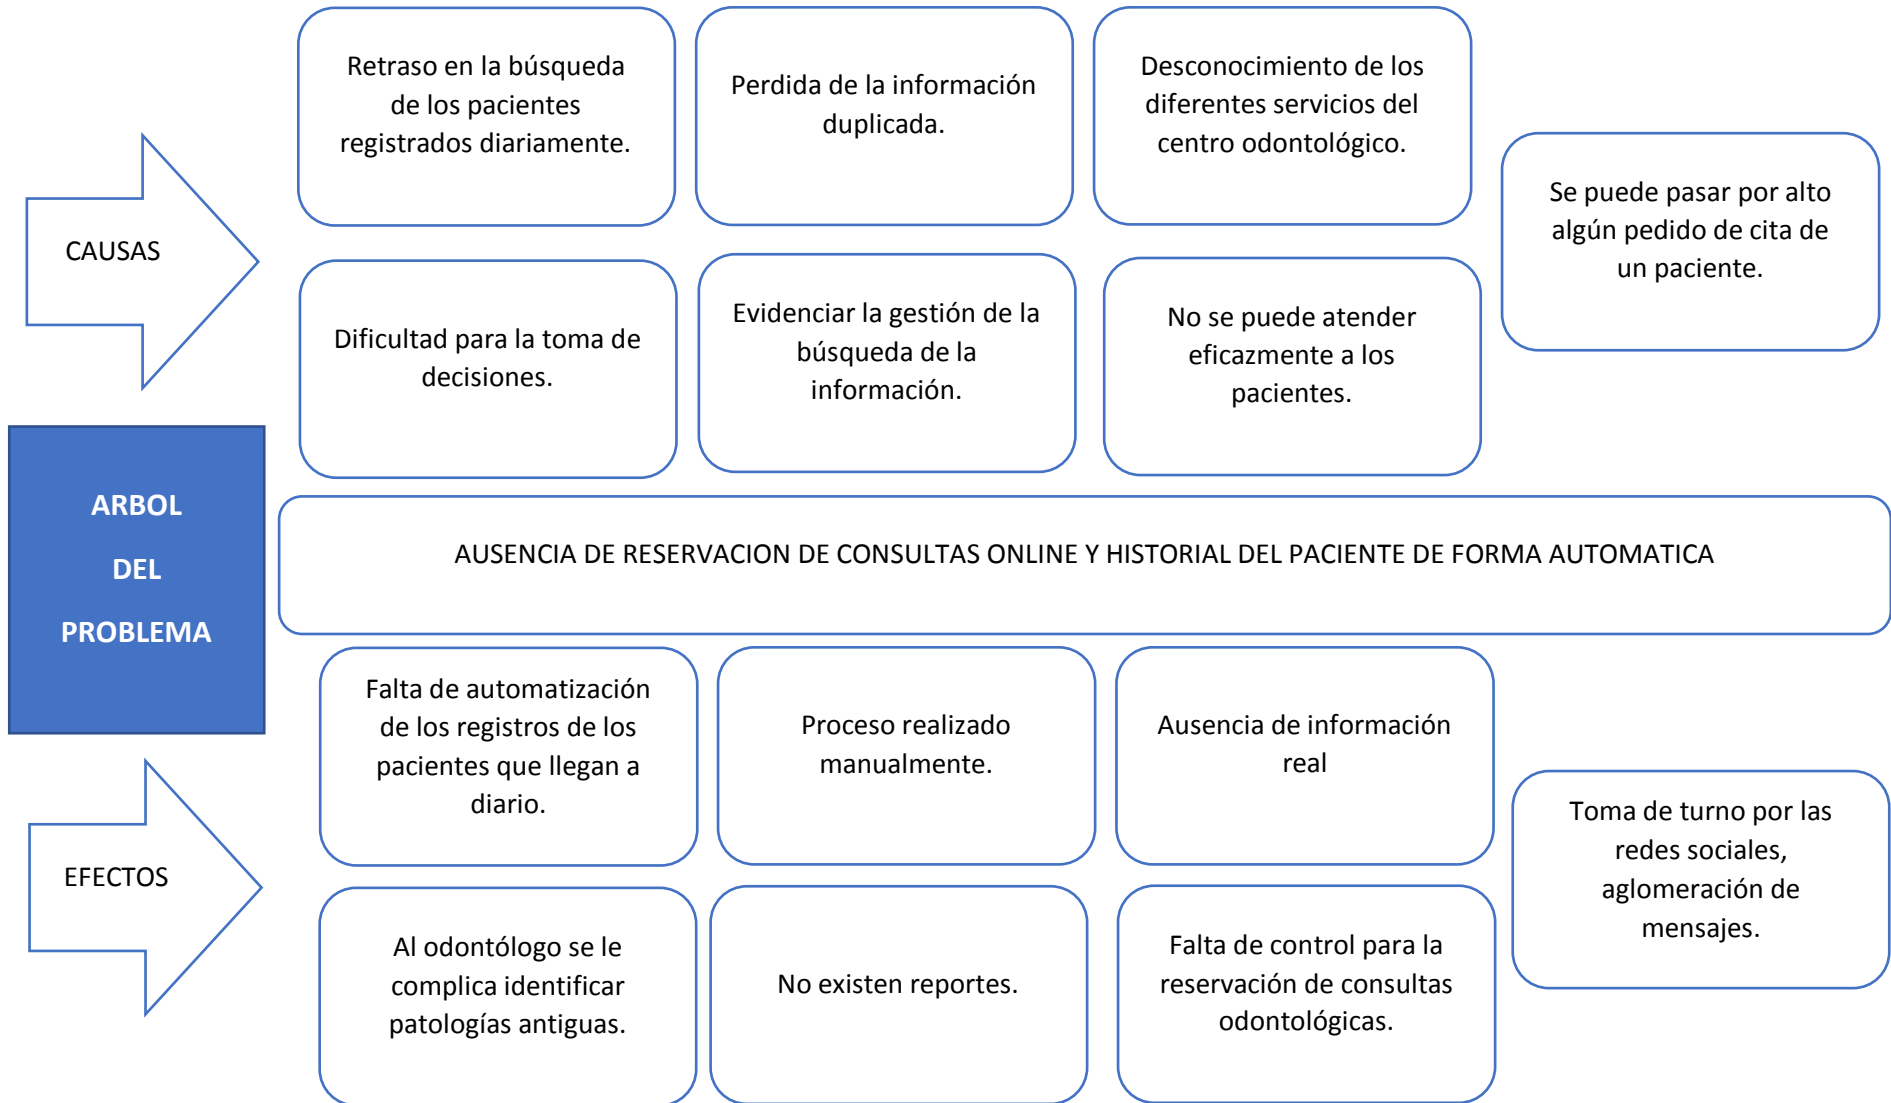 Retraso en la búsqueda
de los pacientes
registrados diariamente.
Perdida de la información
duplicada.
Desconocimiento de los
diferentes servicios del
centro odontológico.
Se puede pasar por alto
algún pedido de cita de
un paciente.
CAUSAS
Dificultad para la toma de
decisiones.
Evidenciar la gestión de la
búsqueda de la
información.
No se puede atender
eficazmente a los
pacientes.
ARBOL
DEL
PROBLEMA
AUSENCIA DE RESERVACION DE CONSULTAS ONLINE Y HISTORIAL DEL PACIENTE DE FORMA AUTOMATICA
Falta de automatización
de los registros de los
pacientes que llegan a
diario.
Proceso realizado
manualmente.
Ausencia de información
real
Toma de turno por las
redes sociales,
aglomeración de
mensajes.
EFECTOS
Al odontólogo se le
complica identificar
patologías antiguas.
No existen reportes.
Falta de control para la
reservación de consultas
odontológicas.